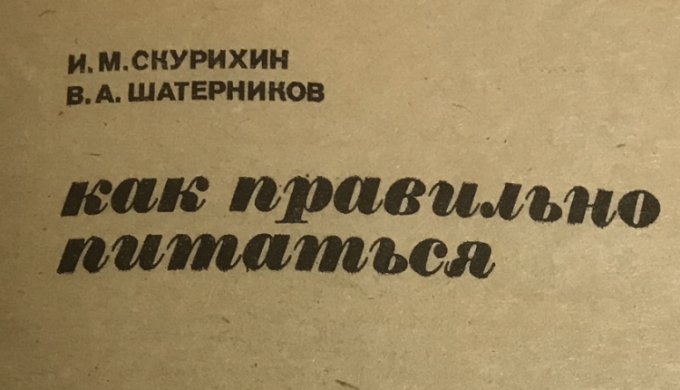 И. М. СКУРИХИН
В. А. ШАТЕРНИКОВ
как правильно
питаться